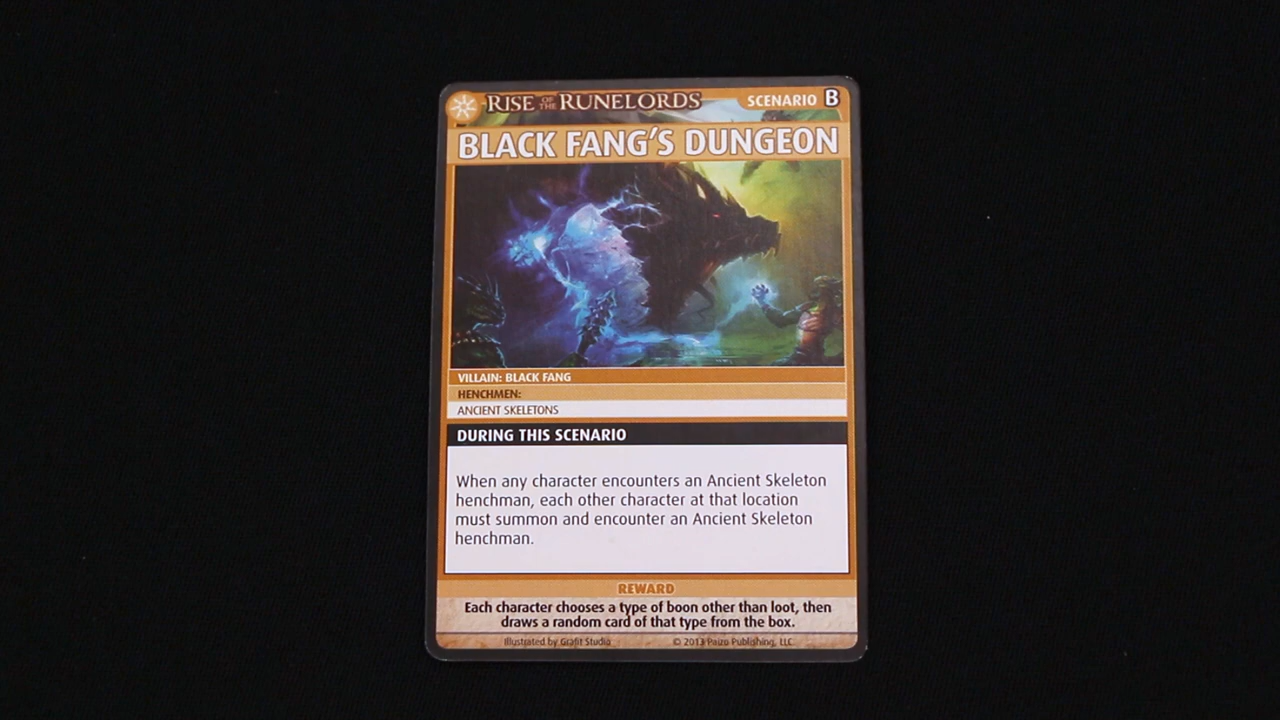 RISE OF THE RUNELORDS
SCENARIO B
BLACK FANG'S DUNGEON
VILLAIN: BLACK FANG
HENCHMEN:
ANCIENT SKELETONS
DURING THIS SCENARIO
When any character encounters an Ancient Skeleton
henchman, each other character at that location
must summon and encounter an Ancient Skeleton
henchman.
REWARD
Each character chooses a type of boon other than loot, then
draws a random card of that type from the box.
Illustrated by Grafit Studio
© 2013 Paizo Publishing, LLC